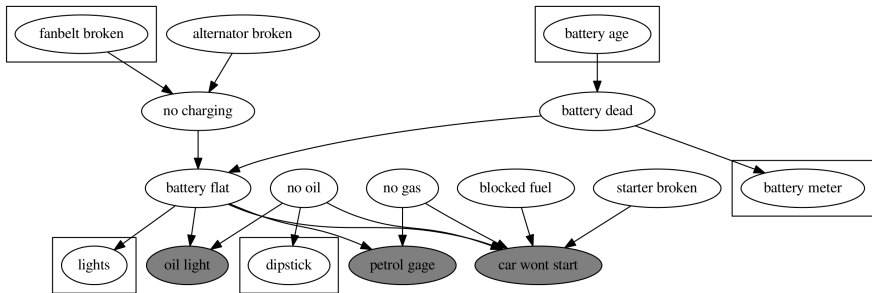 fanbelt broken
alternator broken
battery age
no charging
battery dead
battery flat
no oil
no gas
blocked fuel
starter broken
battery meter
lights
oil light
dipstick
petrol gage
car wont start